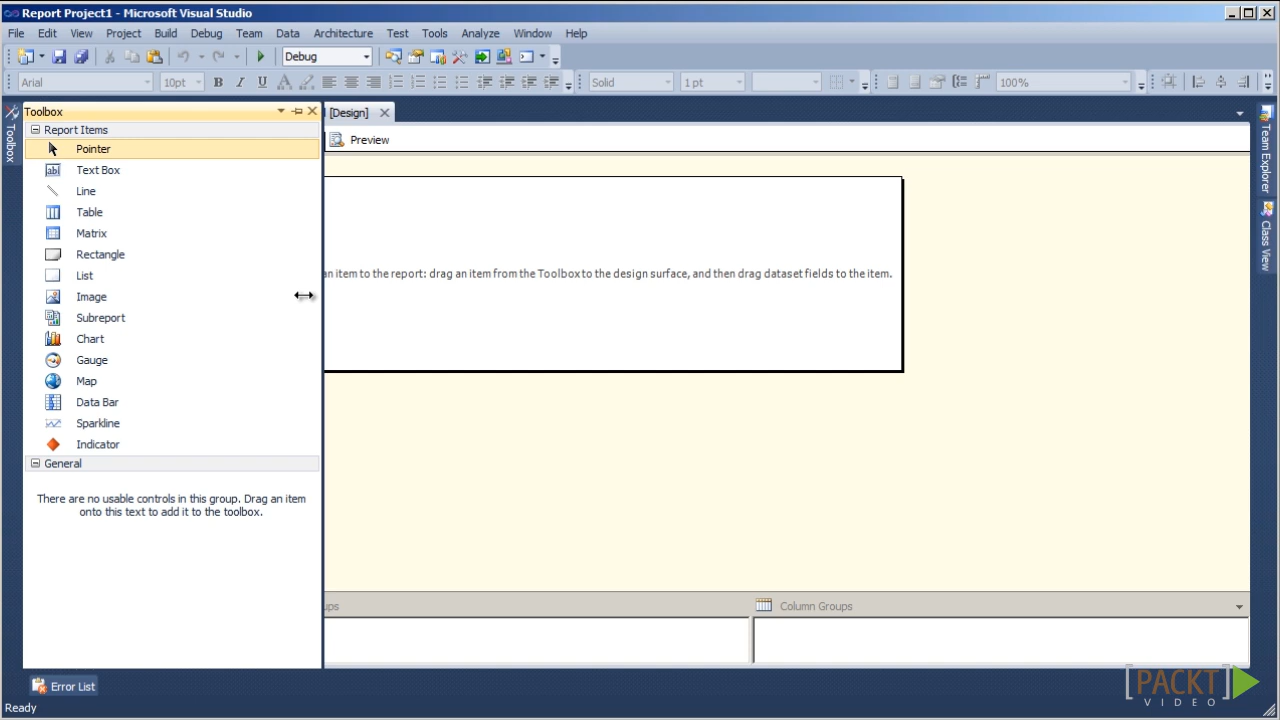 Report Project1 - Microsoft Visual Studio
File Edit View Project Build Debug Team Data Architecture Test Tools Analyze Window Help
Debug
Arial 10pt B I U A Solid 1 pt 100%
Toolbox
Toolbox
[Design]
Report Items
Preview
Pointer
Text Box
Line
Table
Matrix
Rectangle
List
Image
Subreport
Chart
Gauge
Map
Data Bar
Sparkline
Indicator
General
There are no usable controls in this group. Drag an item
onto this text to add it to the toolbox.
an item to the report: drag an item from the Toolbox to the design surface, and then drag dataset fields to the item.
Team Explorer
Class View
ups
Column Groups
Error List
Ready
[PACKT]
VIDEO